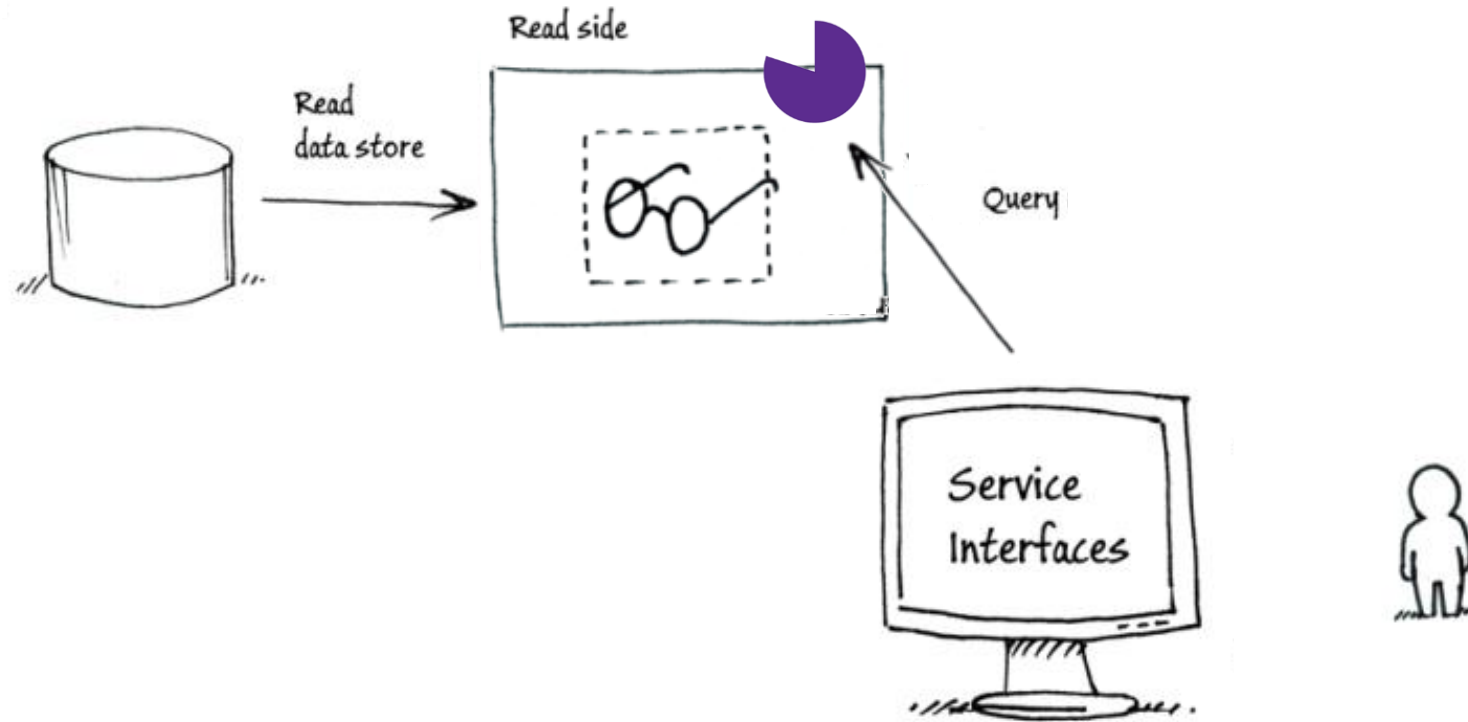 Read side
Read
data store
Query
Service
Interfaces